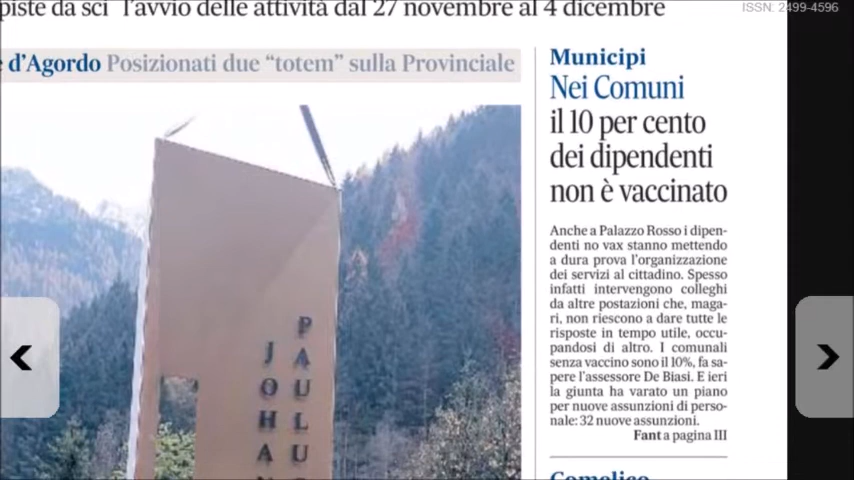 piste da sci l'avvio delle attività dal 27 novembre al 4 dicembre
ISSN: 2499-4596
e d'Agordo Posizionati due “totem” sulla Provinciale
JOHAN
PAULUS
Municipi
Nei Comuni
il 10 per cento
dei dipendenti
non è vaccinato
Anche a Palazzo Rosso i dipen-
denti no vax stanno mettendo
a dura prova l'organizzazione
dei servizi al cittadino. Spesso
infatti intervengono colleghi
da altre postazioni che, maga-
ri, non riescono a dare tutte le
risposte in tempo utile, occu-
pandosi di altro. I comunali
senza vaccino sono il 10%, fa sa-
pere l'assessore De Biasi. E ieri
la giunta ha varato un piano
per nuove assunzioni di perso-
nale: 32 nuove assunzioni.
Fant a pagina III
Comelico